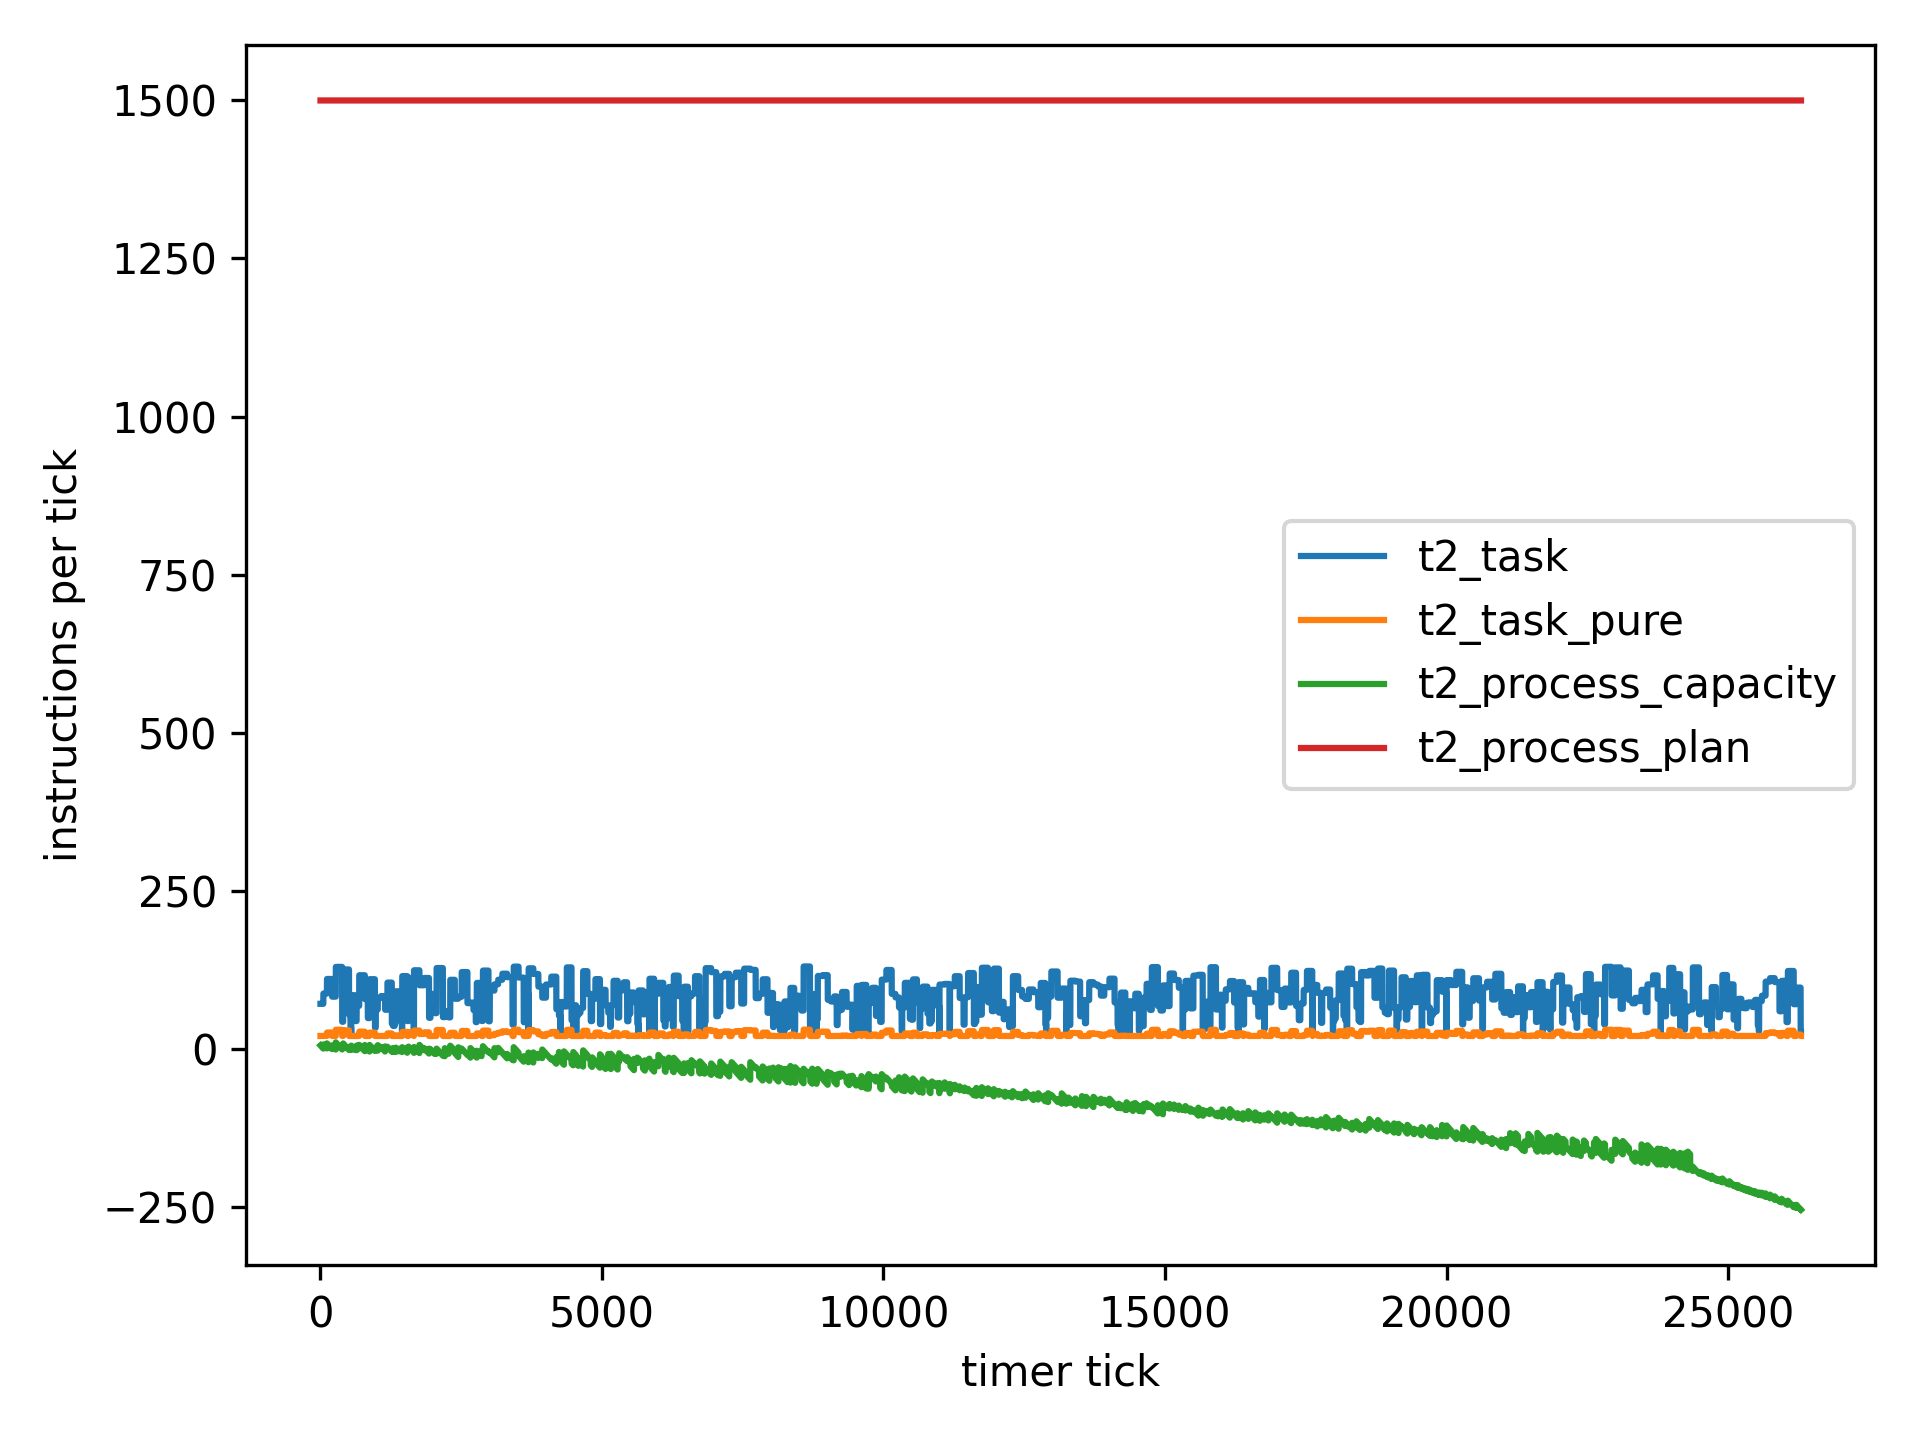 1500
1250
1000
750
500
250
0
−250
instructions per tick
t2_task
t2_task_pure
t2_process_capacity
t2_process_plan
0 5000 10000 15000 20000 25000
timer tick